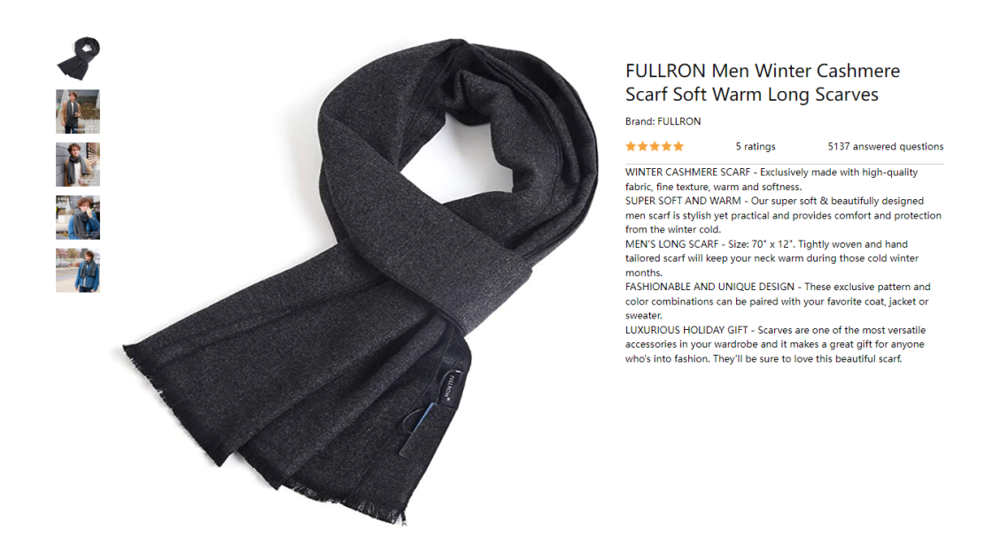 FULLRON Men Winter Cashmere
Scarf Soft Warm Long Scarves
Brand: FULLRON
5 ratings
5137 answered questions
WINTER CASHMERE SCARF - Exclusively made with high-quality
fabric, fine texture, warm and softness.
SUPER SOFT AND WARM - Our super soft & beautifully designed
men scarf is stylish yet practical and provides comfort and protection
from the winter cold.
MEN'S LONG SCARF - Size: 70" x 12". Tightly woven and hand
tailored scarf will keep your neck warm during those cold winter
months.
FASHIONABLE AND UNIQUE DESIGN - These exclusive pattern and
color combinations can be paired with your favorite coat, jacket or
sweater.
LUXURIOUS HOLIDAY GIFT - Scarves are one of the most versatile
accessories in your wardrobe and it makes a great gift for anyone
who's into fashion. They'll be sure to love this beautiful scarf.
FULLRON®